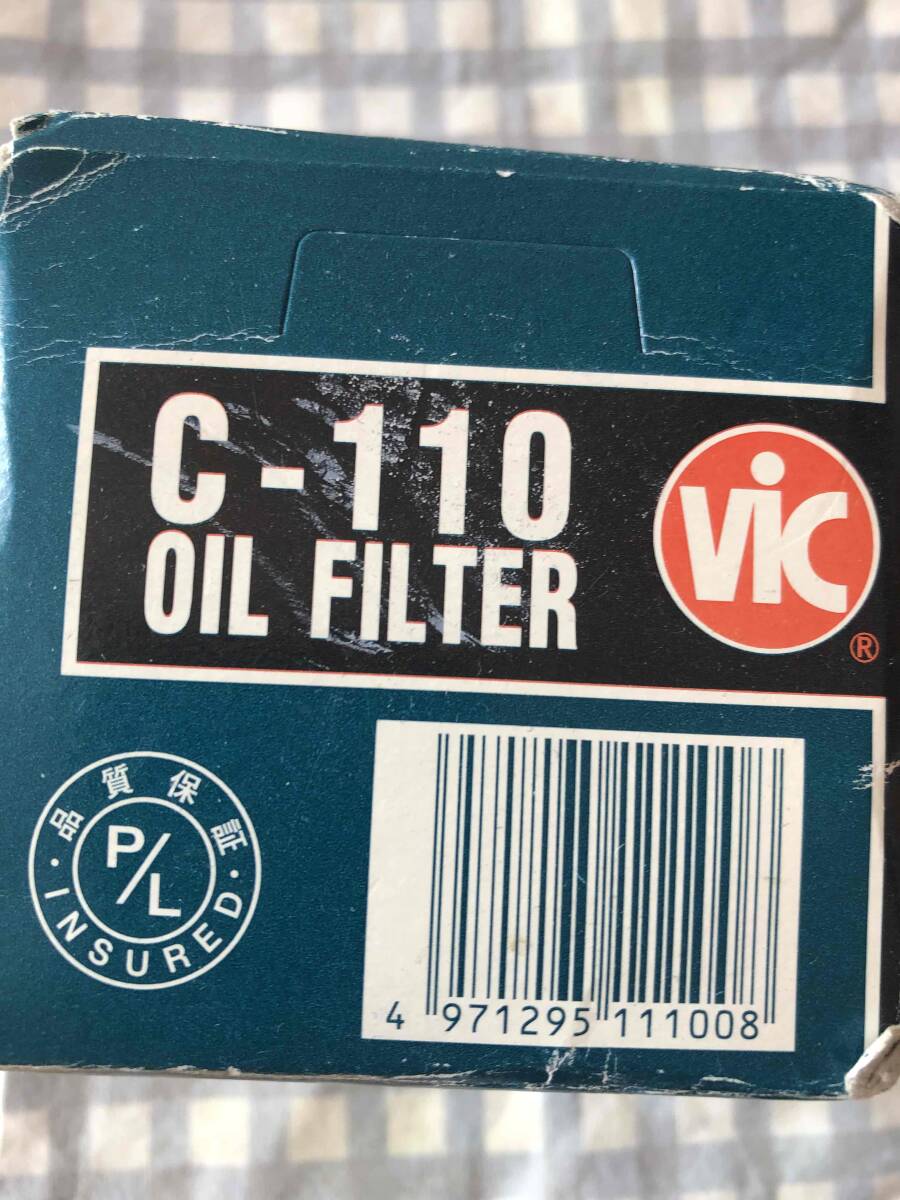 C-110
OIL FILTER
ViC
®
品質保証
P/L
· INSURED ·
4 971295 111008